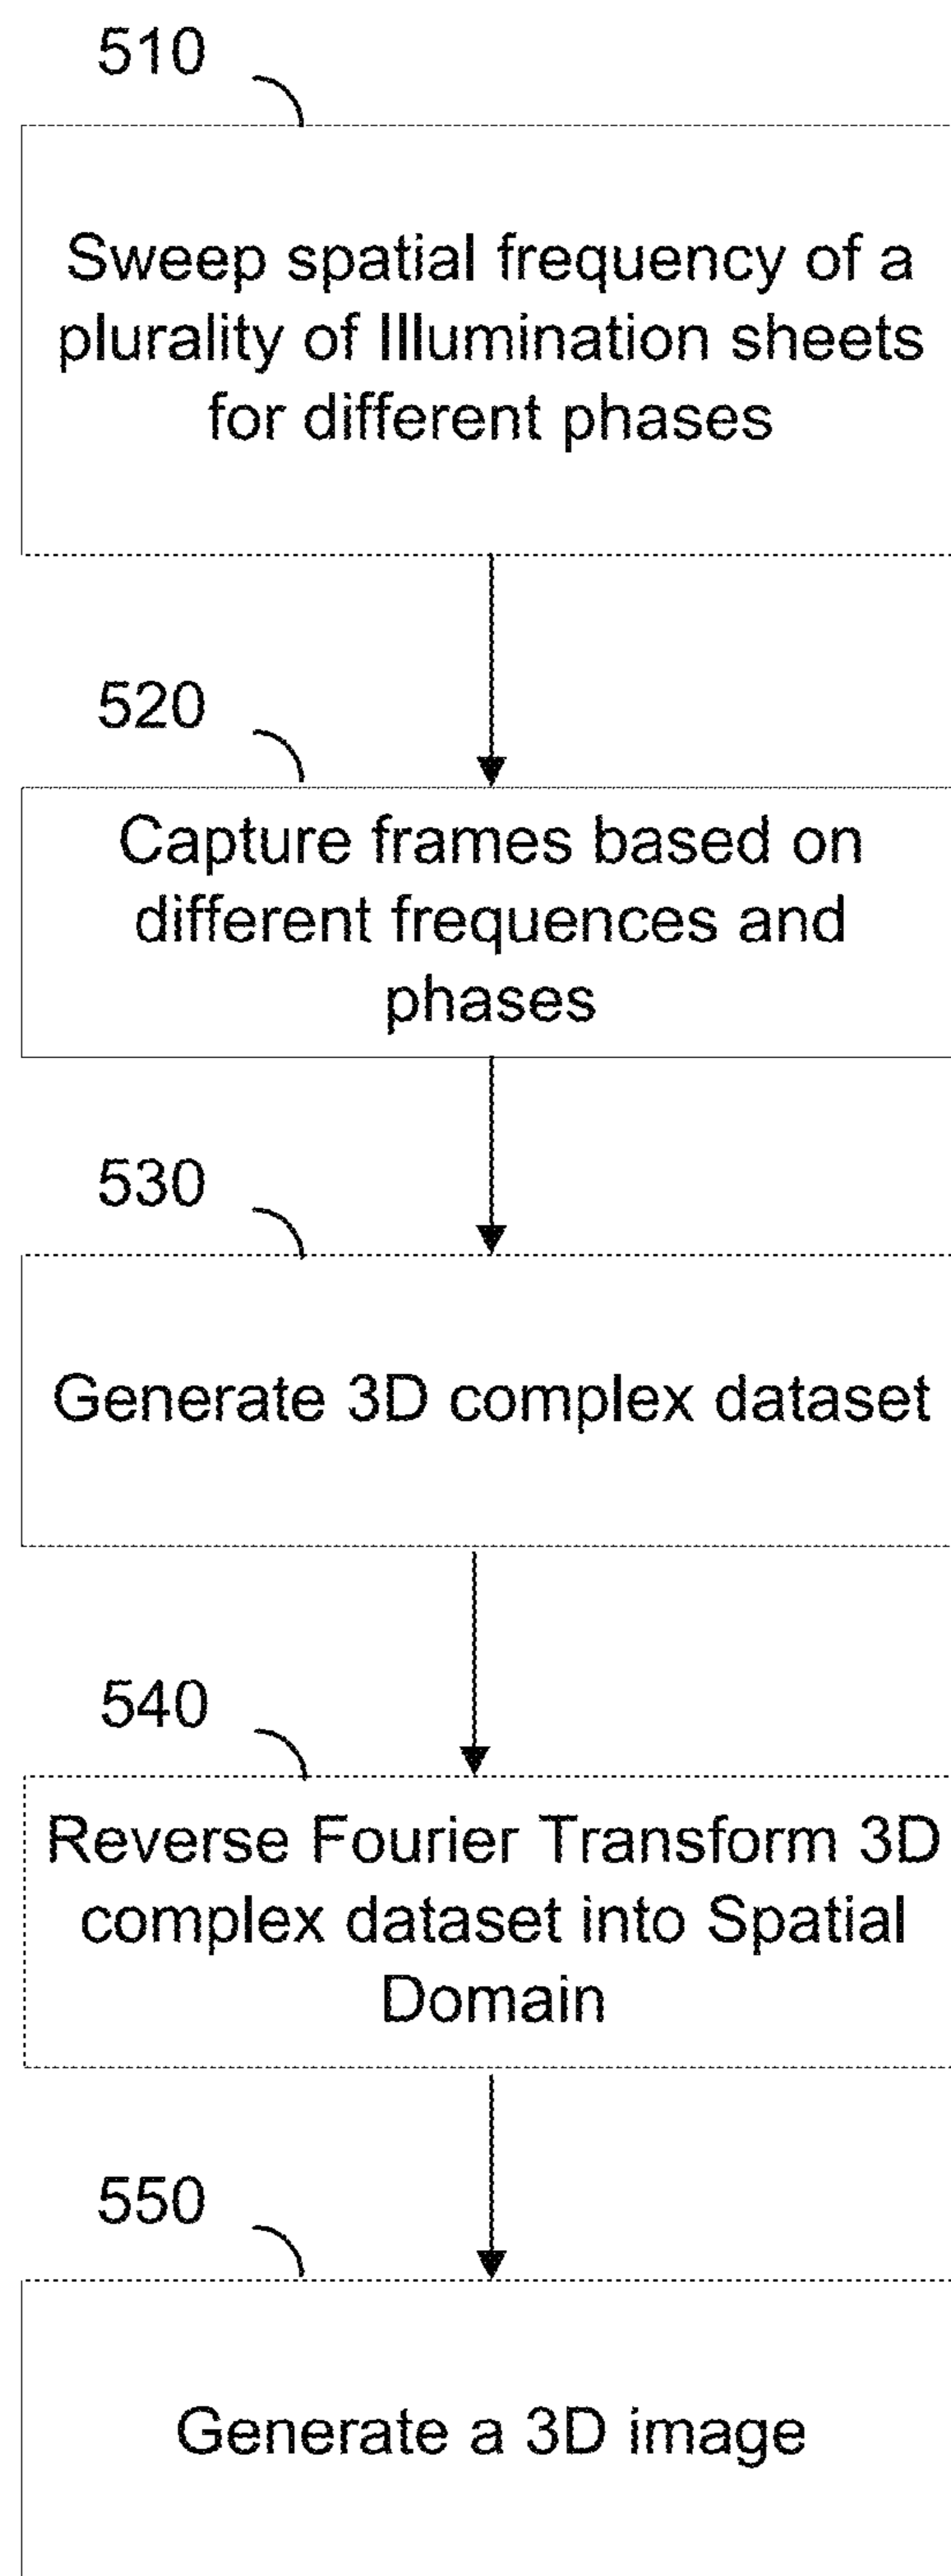 510
Sweep spatial frequency of a
plurality of Illumination sheets
for different phases
520
Capture frames based on
different frequences and
phases
530
Generate 3D complex dataset
540
Reverse Fourier Transform 3D
complex dataset into Spatial
Domain
550
Generate a 3D image